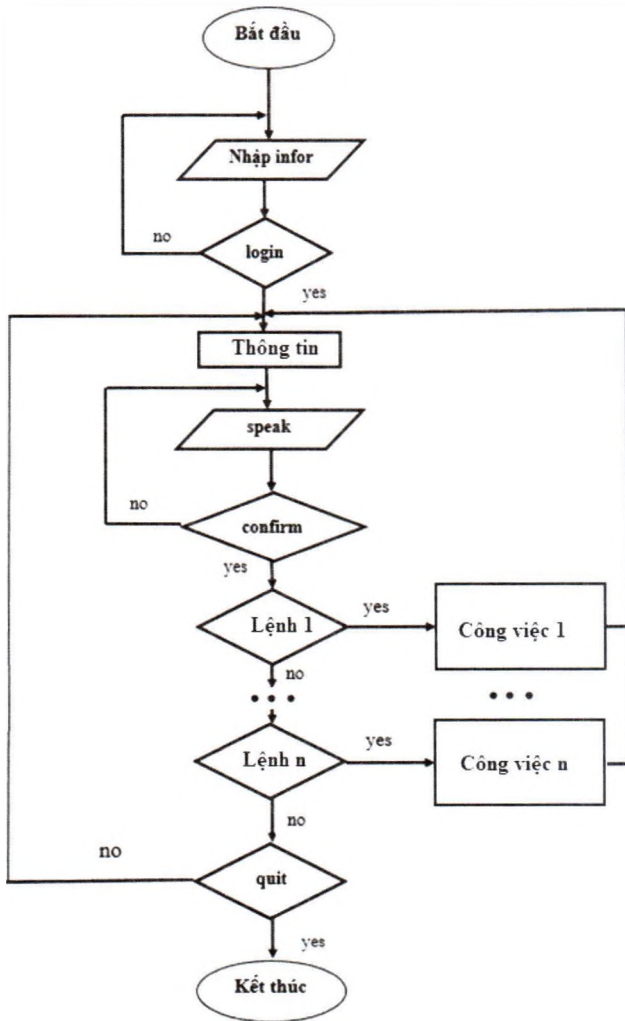 Bắt đầu
Nhập infor
no
login
yes
Thông tin
speak
no
confirm
yes
Lệnh 1
yes
Công việc 1
no
Lệnh n
yes
Công việc n
no
no
quit
yes
Kết thúc